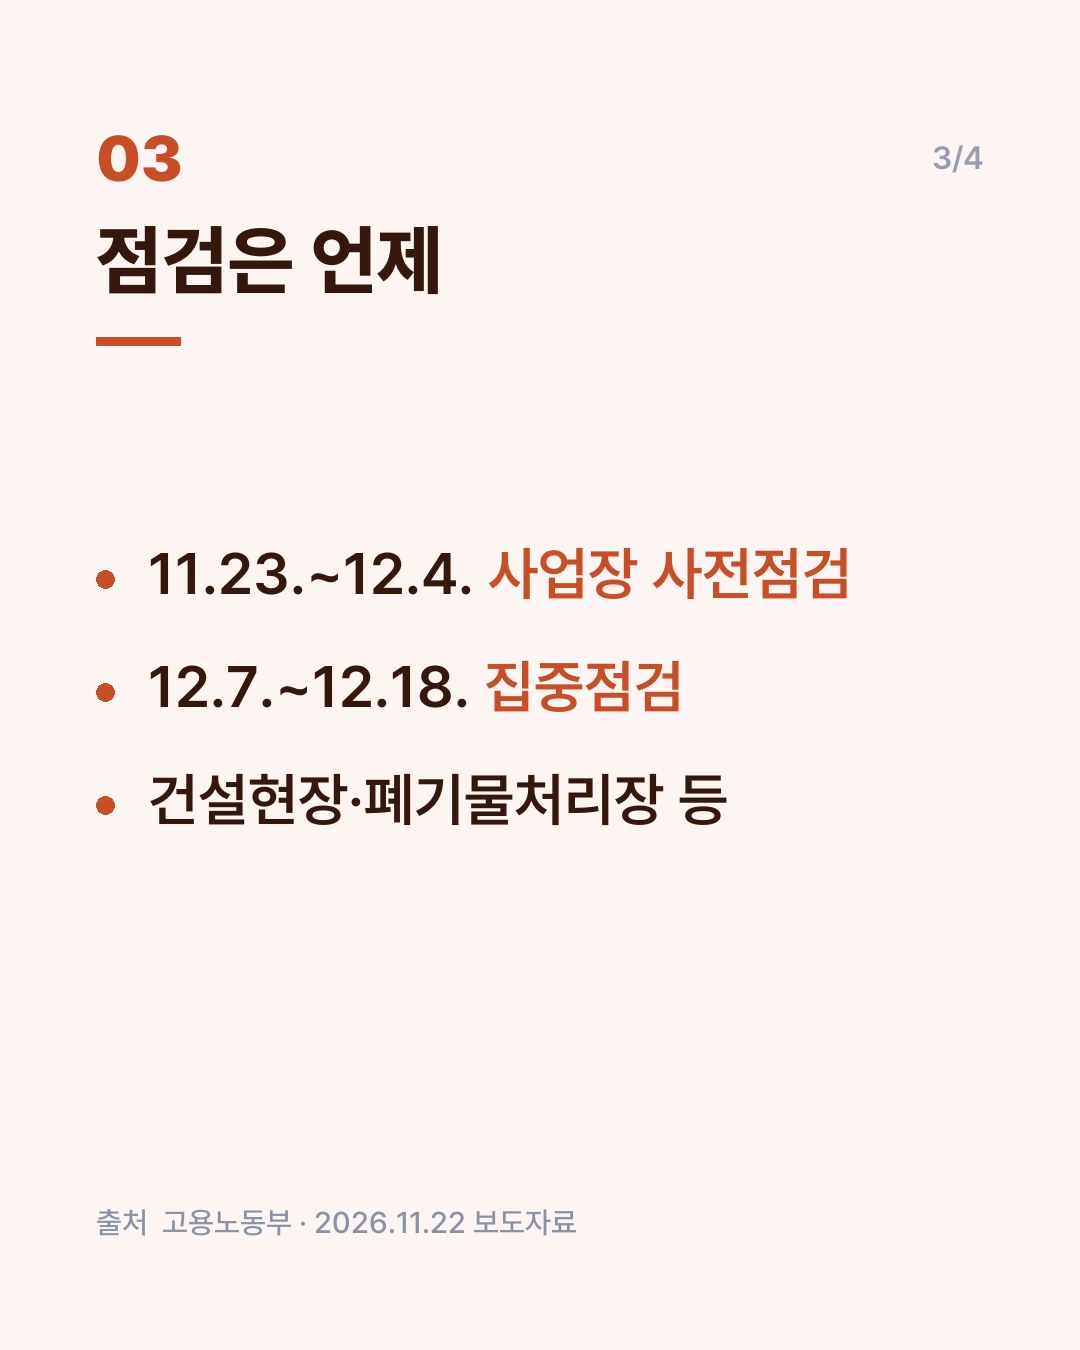 03
3/4
점검은 언제
11.23.~12.4. 사업장 사전점검
12.7.~12.18. 집중점검
건설현장·폐기물처리장 등
출처 고용노동부 · 2026.11.22 보도자료